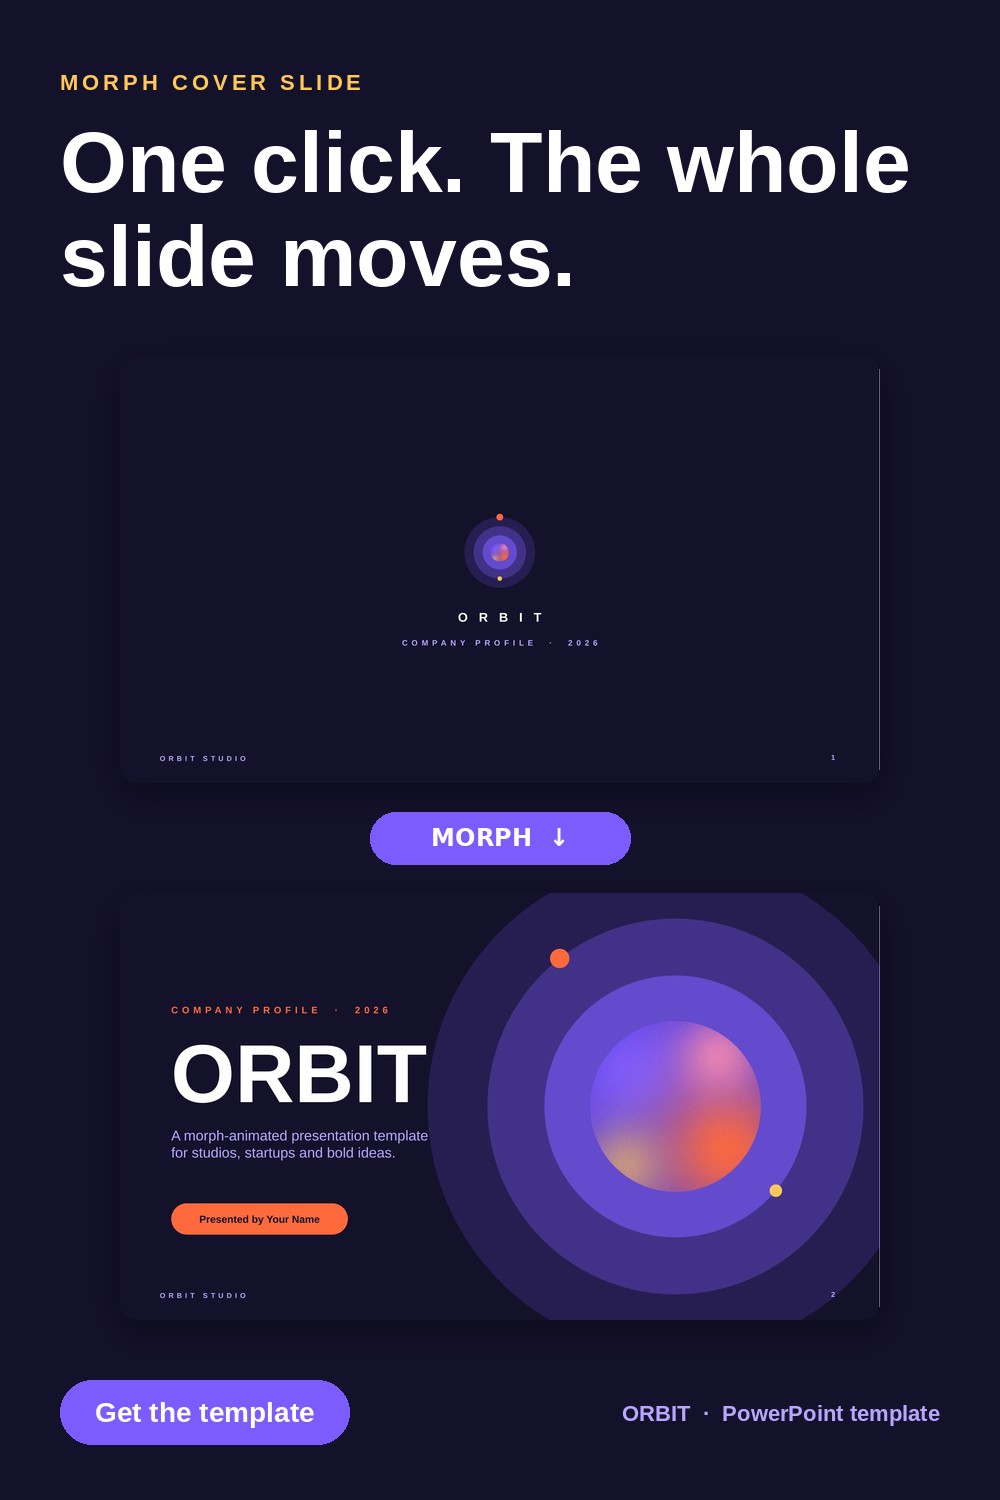 MORPH COVER SLIDE
One click. The whole
slide moves.
ORBIT
COMPANY PROFILE · 2026
ORBIT STUDIO
1
MORPH ↓
COMPANY PROFILE · 2026
ORBIT
A morph-animated presentation template
for studios, startups and bold ideas.
Presented by Your Name
ORBIT STUDIO
2
Get the template
ORBIT · PowerPoint template